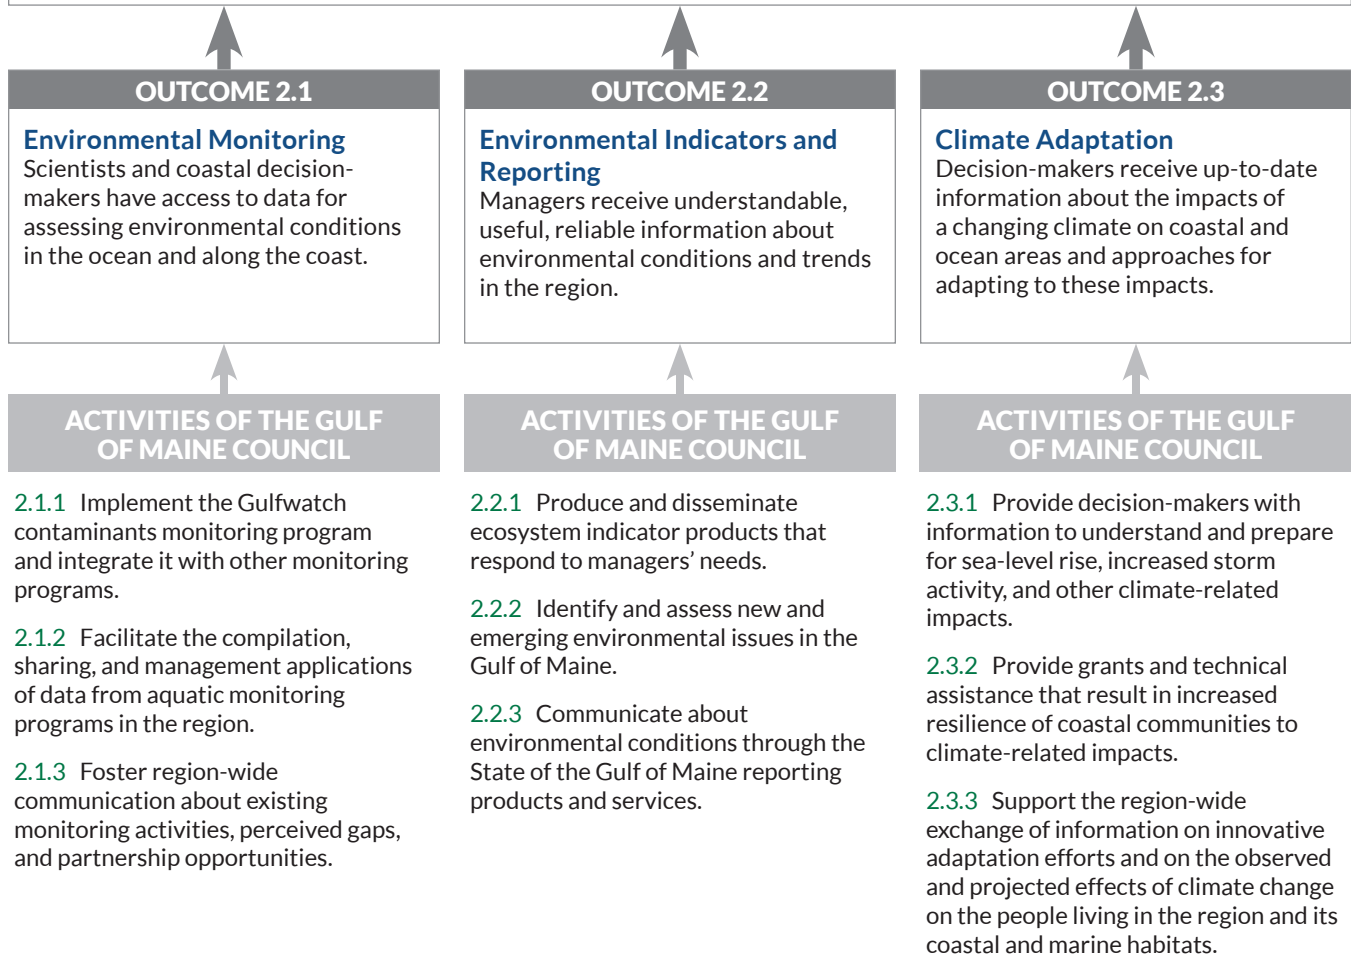 OUTCOME 2.1
Environmental Monitoring
Scientists and coastal decision-
makers have access to data for
assessing environmental conditions
in the ocean and along the coast.
OUTCOME 2.2
Environmental Indicators and
Reporting
Managers receive understandable,
useful, reliable information about
environmental conditions and trends
in the region.
OUTCOME 2.3
Climate Adaptation
Decision-makers receive up-to-date
information about the impacts of
a changing climate on coastal and
ocean areas and approaches for
adapting to these impacts.
ACTIVITIES OF THE GULF
OF MAINE COUNCIL
2.1.1 Implement the Gulfwatch
contaminants monitoring program
and integrate it with other monitoring
programs.
2.1.2 Facilitate the compilation,
sharing, and management applications
of data from aquatic monitoring
programs in the region.
2.1.3 Foster region-wide
communication about existing
monitoring activities, perceived gaps,
and partnership opportunities.
ACTIVITIES OF THE GULF
OF MAINE COUNCIL
2.2.1 Produce and disseminate
ecosystem indicator products that
respond to managers’ needs.
2.2.2 Identify and assess new and
emerging environmental issues in the
Gulf of Maine.
2.2.3 Communicate about
environmental conditions through the
State of the Gulf of Maine reporting
products and services.
ACTIVITIES OF THE GULF
OF MAINE COUNCIL
2.3.1 Provide decision-makers with
information to understand and prepare
for sea-level rise, increased storm
activity, and other climate-related
impacts.
2.3.2 Provide grants and technical
assistance that result in increased
resilience of coastal communities to
climate-related impacts.
2.3.3 Support the region-wide
exchange of information on innovative
adaptation efforts and on the observed
and projected effects of climate change
on the people living in the region and its
coastal and marine habitats.